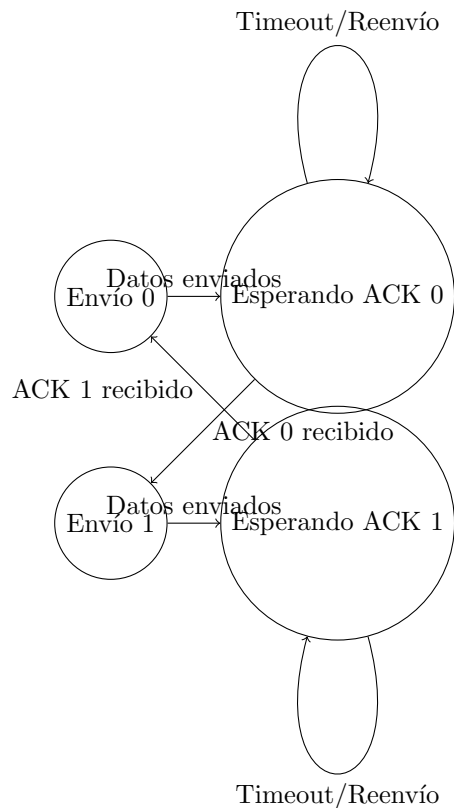 Timeout/Reenvío
Datos enviados
Envío 0
Esperando ACK 0
ACK 1 recibido
ACK 0 recibido
Datos enviados
Envío 1
Esperando ACK 1
Timeout/Reenvío